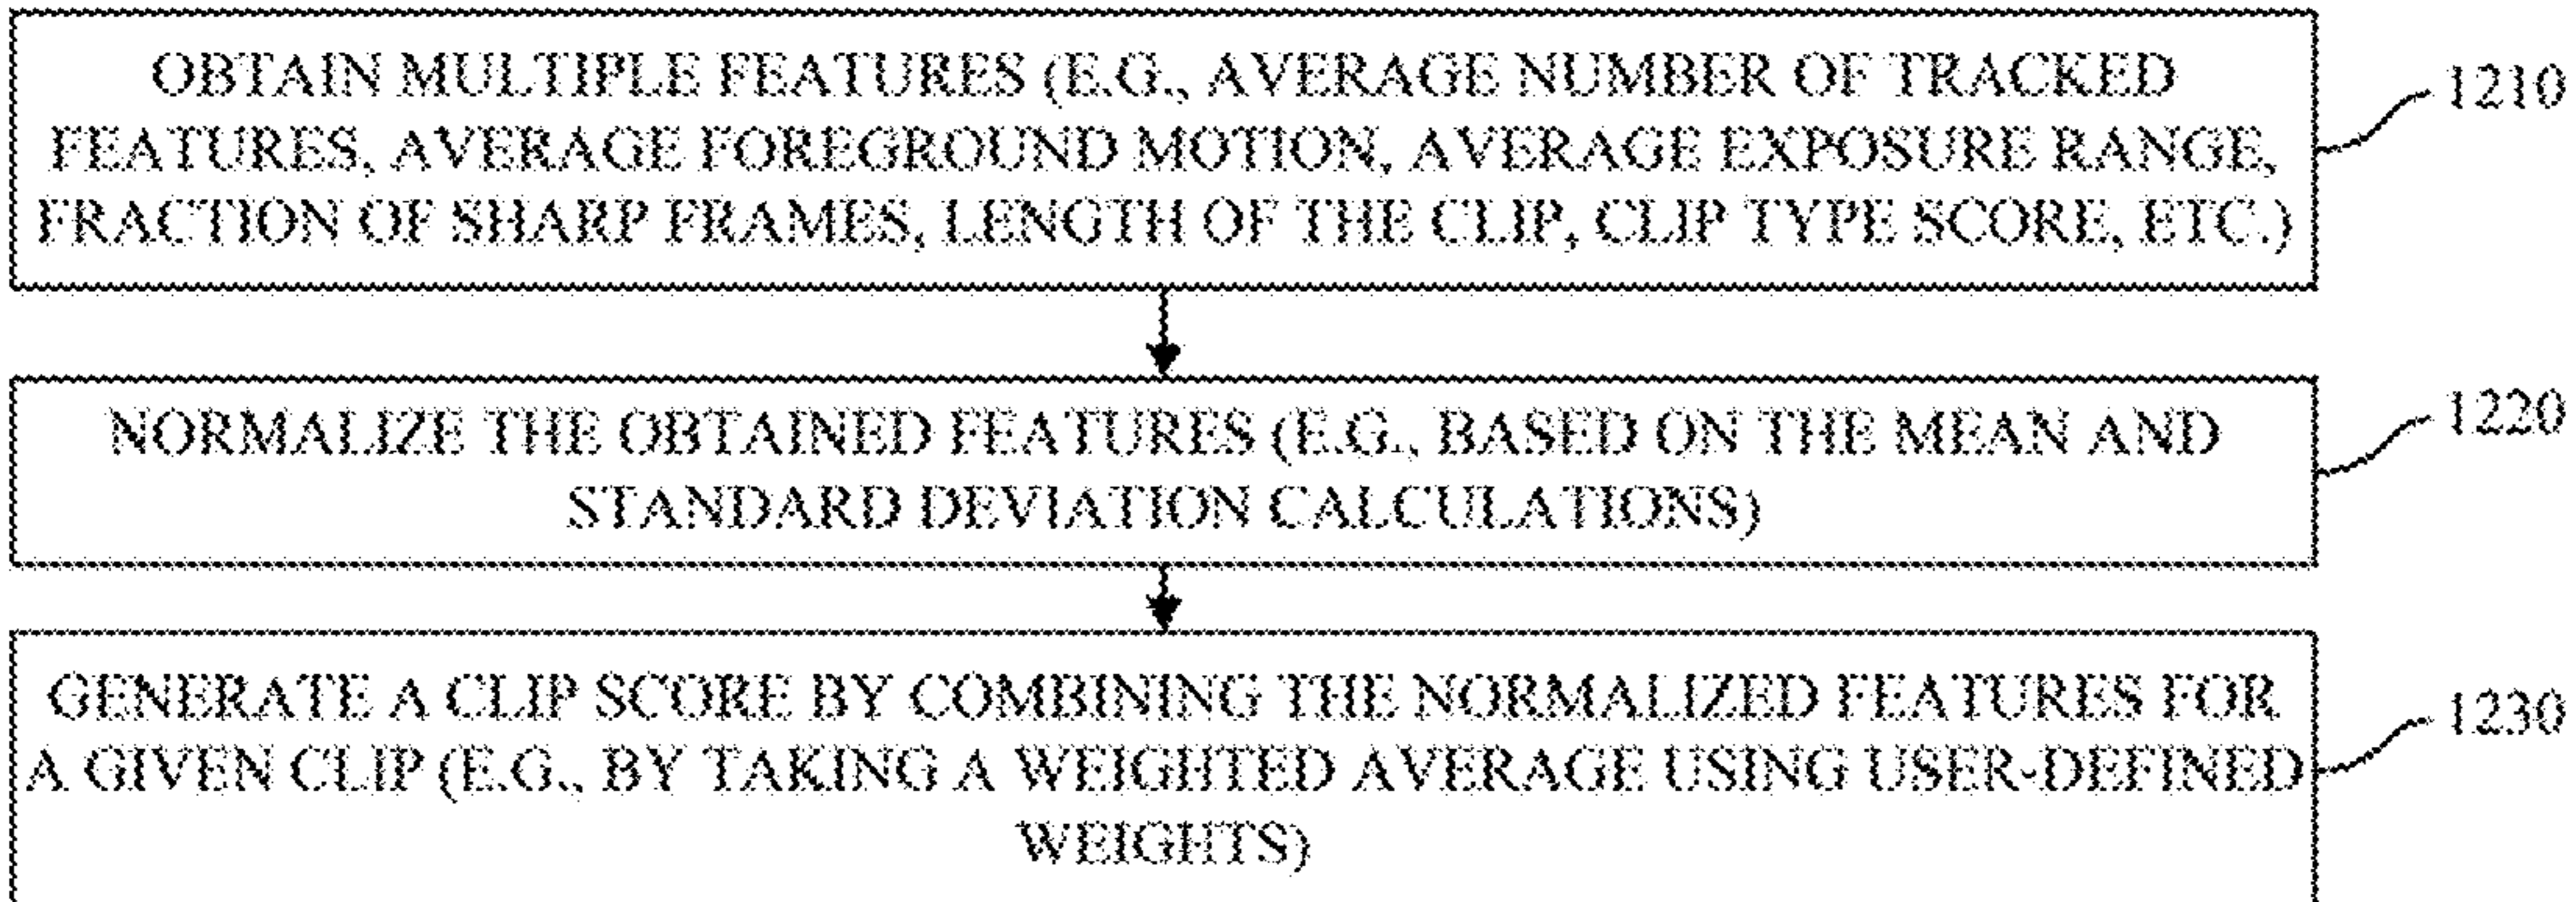 OBTAIN MULTIPLE FEATURES (E.G., AVERAGE NUMBER OF TRACKED
FEATURES, AVERAGE FOREGROUND MOTION, AVERAGE EXPOSURE RANGE,
FRACTION OF SHARP FRAMES, LENGTH OF THE CLIP, CLIP TYPE SCORE, ETC.)
1210
NORMALIZE THE OBTAINED FEATURES (E.G., BASED ON THE MEAN AND
STANDARD DEVIATION CALCULATIONS)
1220
GENERATE A CLIP SCORE BY COMBINING THE NORMALIZED FEATURES FOR
A GIVEN CLIP (E.G., BY TAKING A WEIGHTED AVERAGE USING USER-DEFINED
WEIGHTS)
1230